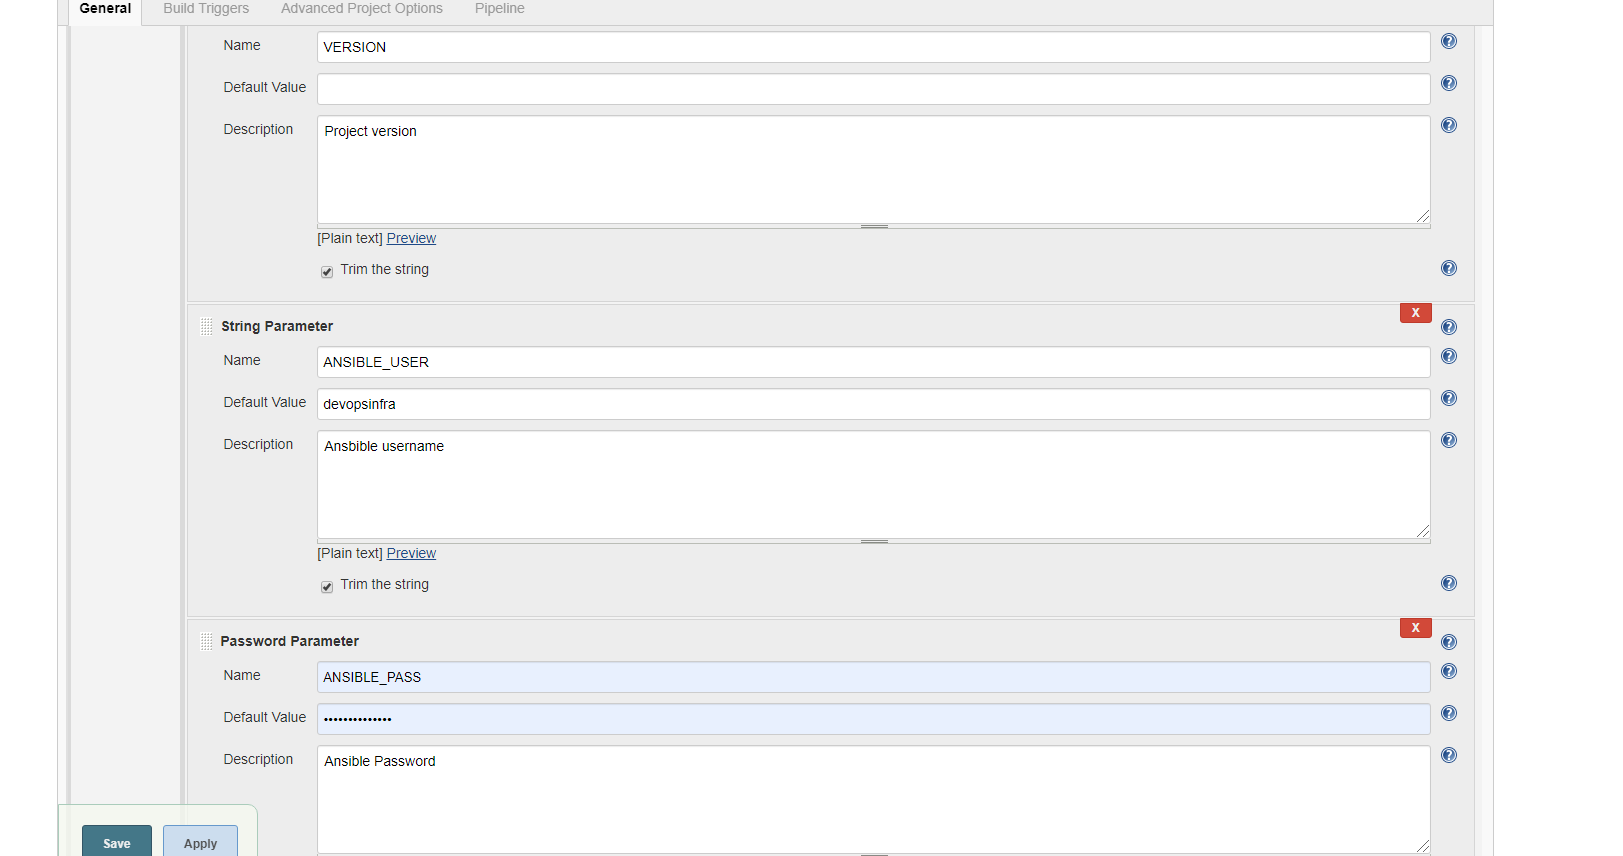 General Build Triggers Advanced Project Options Pipeline
Name VERSION
Default Value
Description Project version
[Plain text] Preview
Trim the string
X
String Parameter
Name ANSIBLE_USER
Default Value devopsinfra
Description Ansbible username
[Plain text] Preview
Trim the string
X
Password Parameter
Name ANSIBLE_PASS
Default Value ••••••••••••••
Description Ansible Password
Save Apply